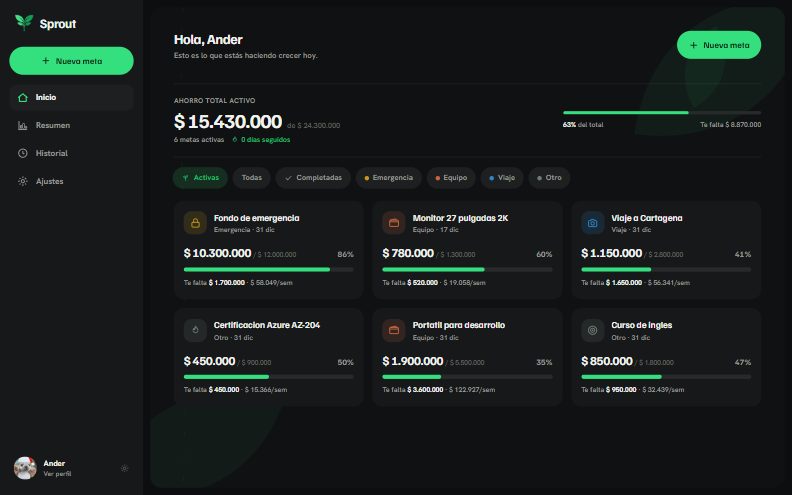 Sprout
+ Nueva meta
Inicio
Resumen
Historial
Ajustes
Ander
Ver perfil
Hola, Ander
Esto es lo que estás haciendo crecer hoy.
+ Nueva meta
AHORRO TOTAL ACTIVO
$ 15.430.000 de $ 24.300.000
6 metas activas 0 días seguidos
63% del total Te falta $ 8.870.000
Activas Todas Completadas Emergencia Equipo Viaje Otro
Fondo de emergencia
Emergencia · 31 dic
$ 10.300.000 / $ 12.000.000 86%
Te falta $ 1.700.000 · $ 58.049/sem
Monitor 27 pulgadas 2K
Equipo · 17 dic
$ 780.000 / $ 1.300.000 60%
Te falta $ 520.000 · $ 19.058/sem
Viaje a Cartagena
Viaje · 31 dic
$ 1.150.000 / $ 2.800.000 41%
Te falta $ 1.650.000 · $ 56.341/sem
Certificacion Azure AZ-204
Otro · 31 dic
$ 450.000 / $ 900.000 50%
Te falta $ 450.000 · $ 15.366/sem
Portatil para desarrollo
Equipo · 31 dic
$ 1.900.000 / $ 5.500.000 35%
Te falta $ 3.600.000 · $ 122.927/sem
Curso de ingles
Otro · 31 dic
$ 850.000 / $ 1.800.000 47%
Te falta $ 950.000 · $ 32.439/sem